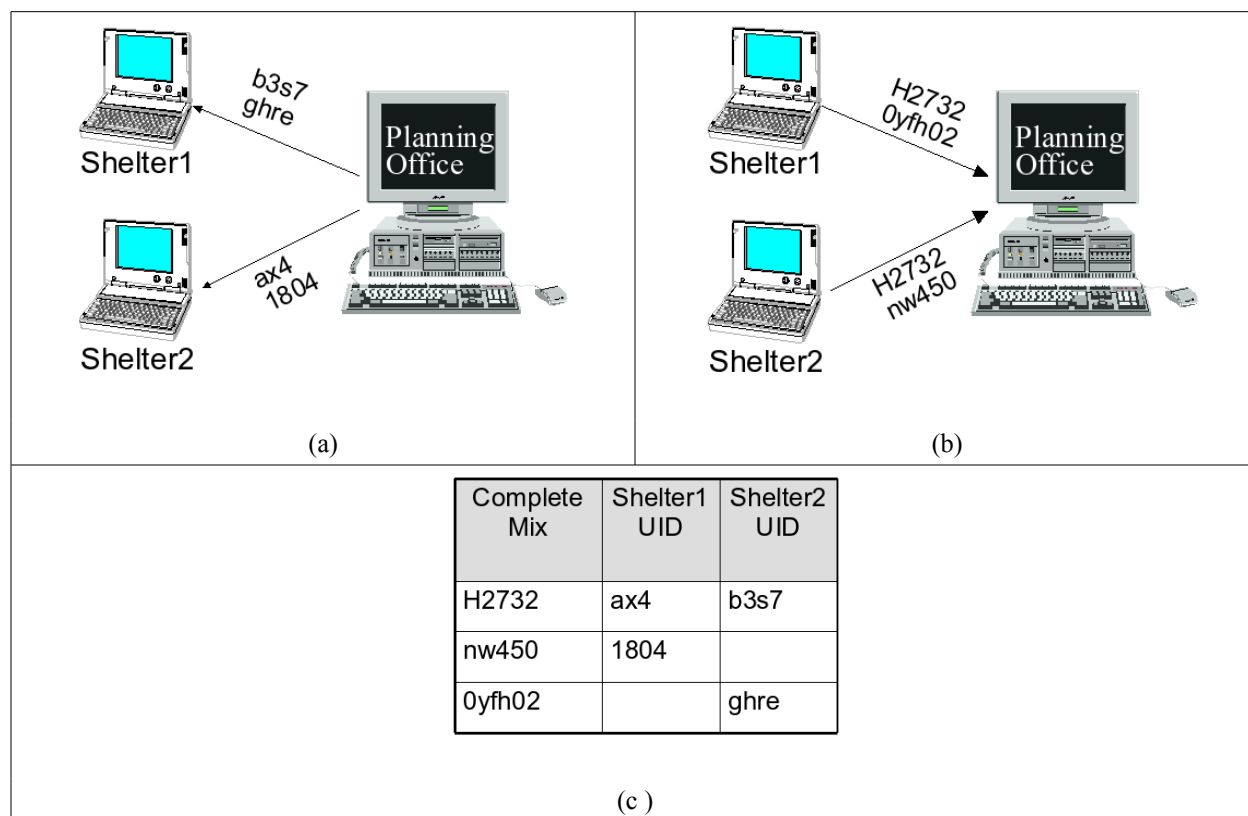 b3s7
ghre
Planning
Office
Shelter1
ax4
1804
Shelter2
(a)
H2732
0yfh02
Planning
Office
Shelter1
H2732
nw450
Shelter2
(b)
Complete Mix Shelter1 UID Shelter2 UID
H2732 ax4 b3s7
nw450 1804
0yfh02 ghre
(c )